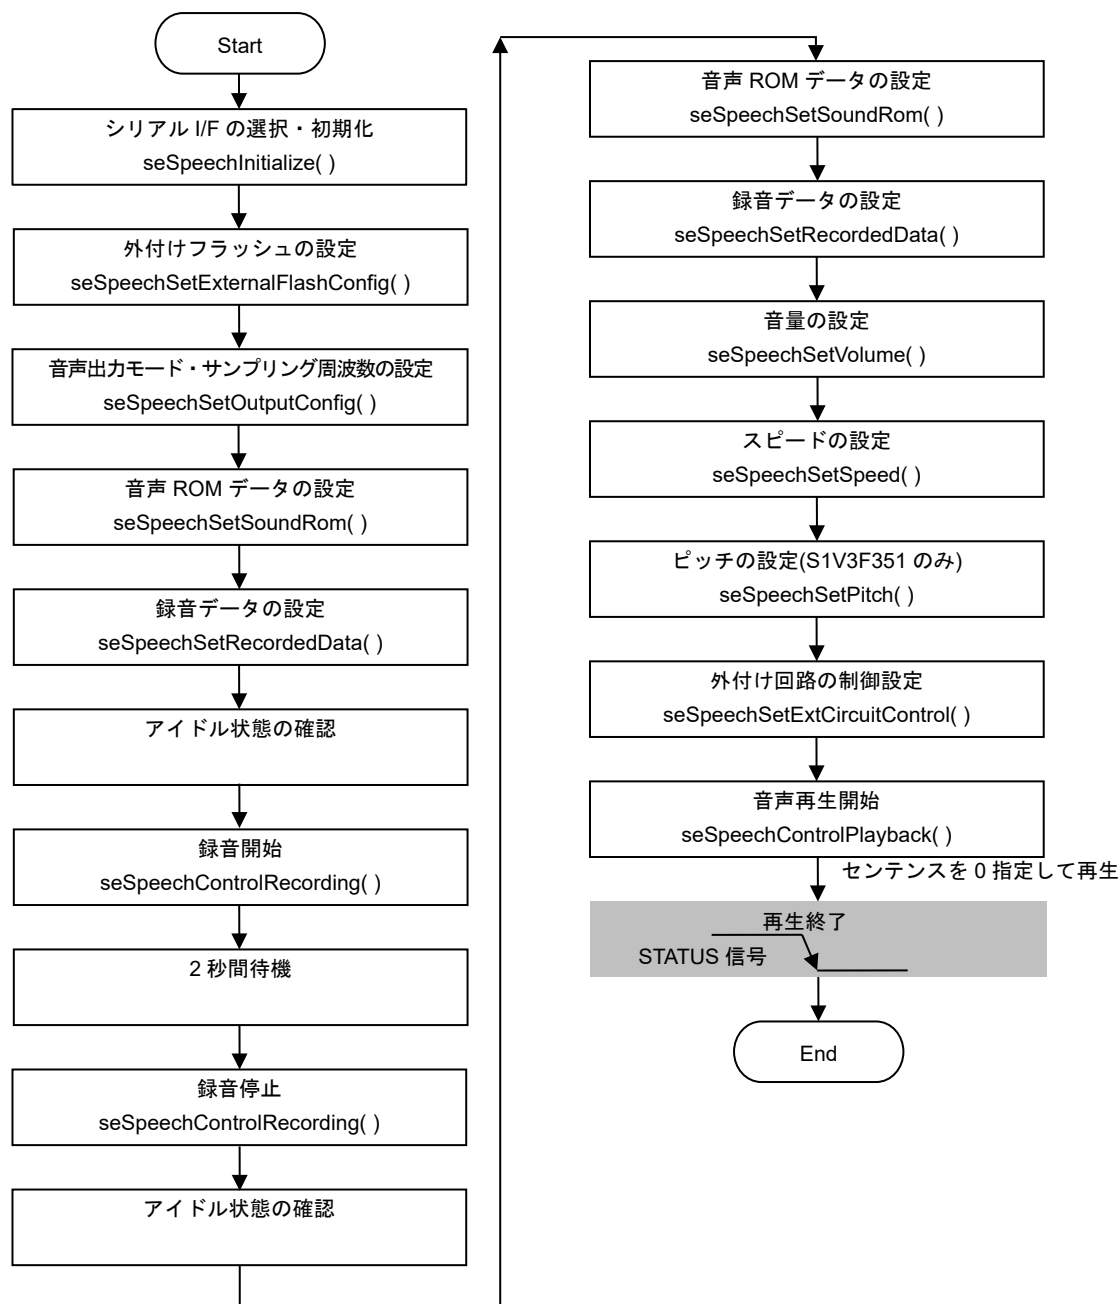 Start
シリアル I/F の選択・初期化
seSpeechInitialize( )
外付けフラッシュの設定
seSpeechSetExternalFlashConfig( )
音声出力モード・サンプリング周波数の設定
seSpeechSetOutputConfig( )
音声 ROM データの設定
seSpeechSetSoundRom( )
録音データの設定
seSpeechSetRecordedData( )
アイドル状態の確認
録音開始
seSpeechControlRecording( )
2 秒間待機
録音停止
seSpeechControlRecording( )
アイドル状態の確認
音声 ROM データの設定
seSpeechSetSoundRom( )
録音データの設定
seSpeechSetRecordedData( )
音量の設定
seSpeechSetVolume( )
スピードの設定
seSpeechSetSpeed( )
ピッチの設定(S1V3F351 のみ)
seSpeechSetPitch( )
外付け回路の制御設定
seSpeechSetExtCircuitControl( )
音声再生開始
seSpeechControlPlayback( )
センテンスを 0 指定して再生
再生終了
STATUS 信号
End